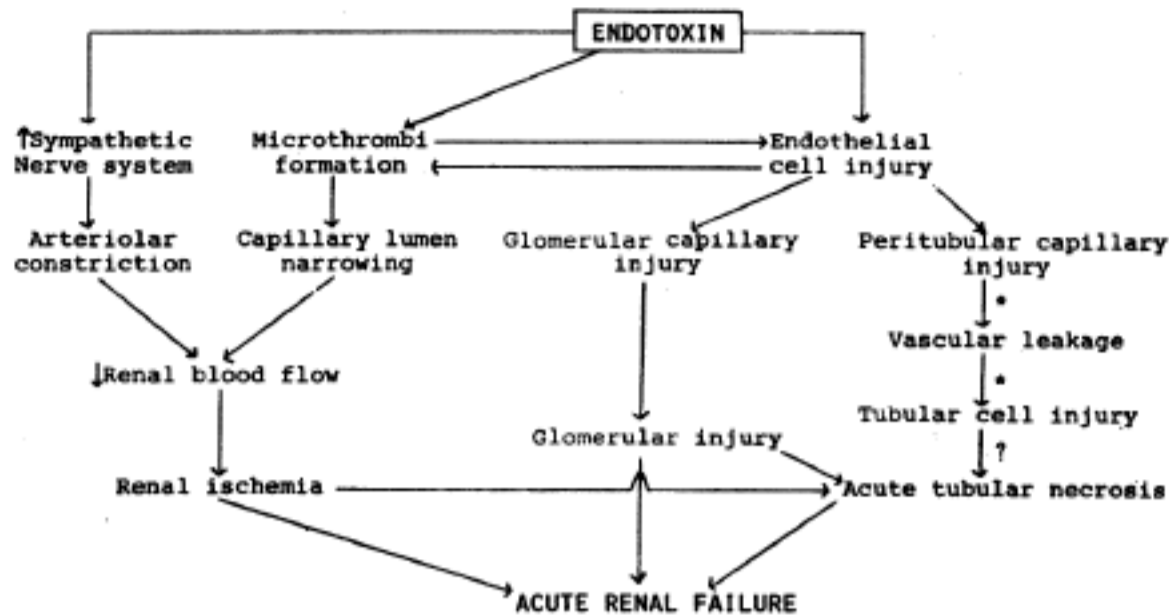 ENDOTOXIN
↑Sympathetic
Nerve system
Microthrombi
formation
Endothelial
cell injury
Arteriolar
constriction
Capillary lumen
narrowing
Glomerular capillary
injury
Peritubular capillary
injury
*
Vascular leakage
*
↓Renal blood flow
Tubular cell injury
?
Glomerular injury
Renal ischemia
Acute tubular necrosis
ACUTE RENAL FAILURE